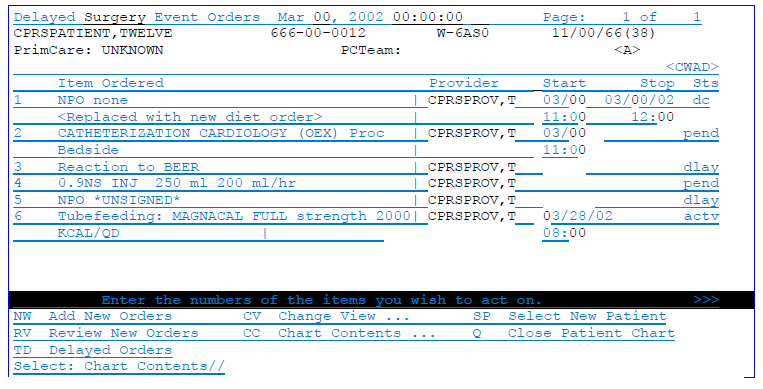 Delayed Surgery Event Orders  Mar 00, 2002 00:00:00          Page:    1 of    1
CPRSPATIENT,TWELVE            666-00-0012        W-6AS0       11/00/66(38)
PrimCare: UNKNOWN                     PCTeam:                        <A>
<CWAD>
Item Ordered                               Provider     Start      Stop  Sts
1    NPO none                                 | CPRSPROV,T   03/00  03/00/02  dc
<Replaced with new diet order>           |              11:00     12:00
2    CATHETERIZATION CARDIOLOGY (OEX) Proc    | CPRSPROV,T   03/00            pend
Bedside                                  |              11:00
3    Reaction to BEER                         | CPRSPROV,T                    dlay
4    0.9NS INJ  250 ml 200 ml/hr              | CPRSPROV,T                    pend
5    NPO *UNSIGNED*                           | CPRSPROV,T                    dlay
6    Tubefeeding: MAGNACAL FULL strength 2000| CPRSPROV,T   03/28/02         actv
KCAL/QD                |                                08:00
Enter the numbers of the items you wish to act on.                  >>>
NW  Add New Orders        CV  Change View ...       SP  Select New Patient
RV  Review New Orders     CC  Chart Contents ...    Q   Close Patient Chart
TD  Delayed Orders
Select: Chart Contents//